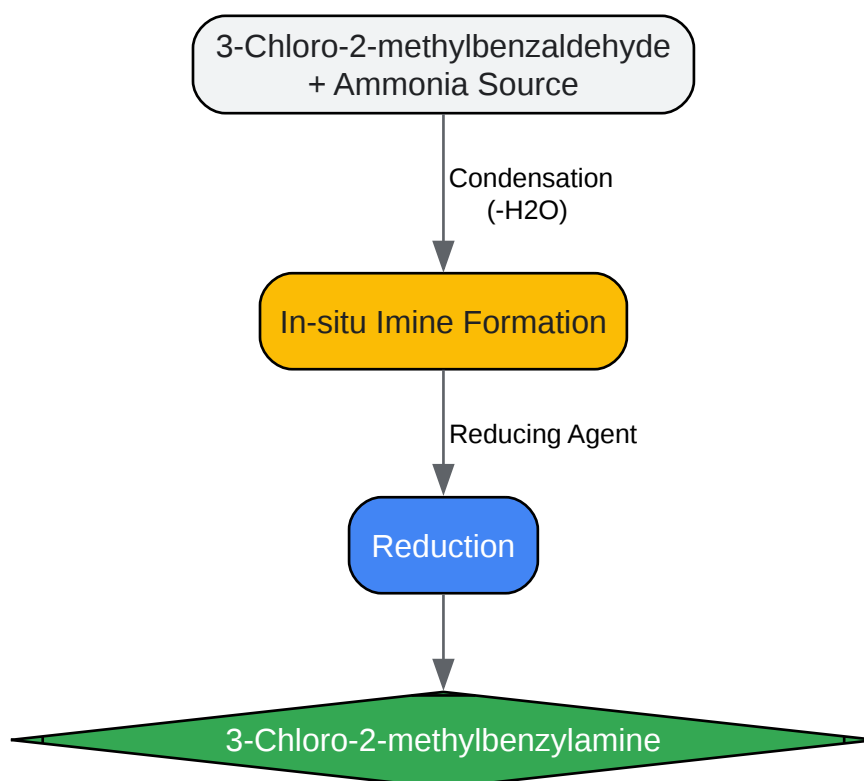 3-Chloro-2-methylbenzaldehyde
+ Ammonia Source
Condensation
(-H2O)
In-situ Imine Formation
Reducing Agent
Reduction
3-Chloro-2-methylbenzylamine